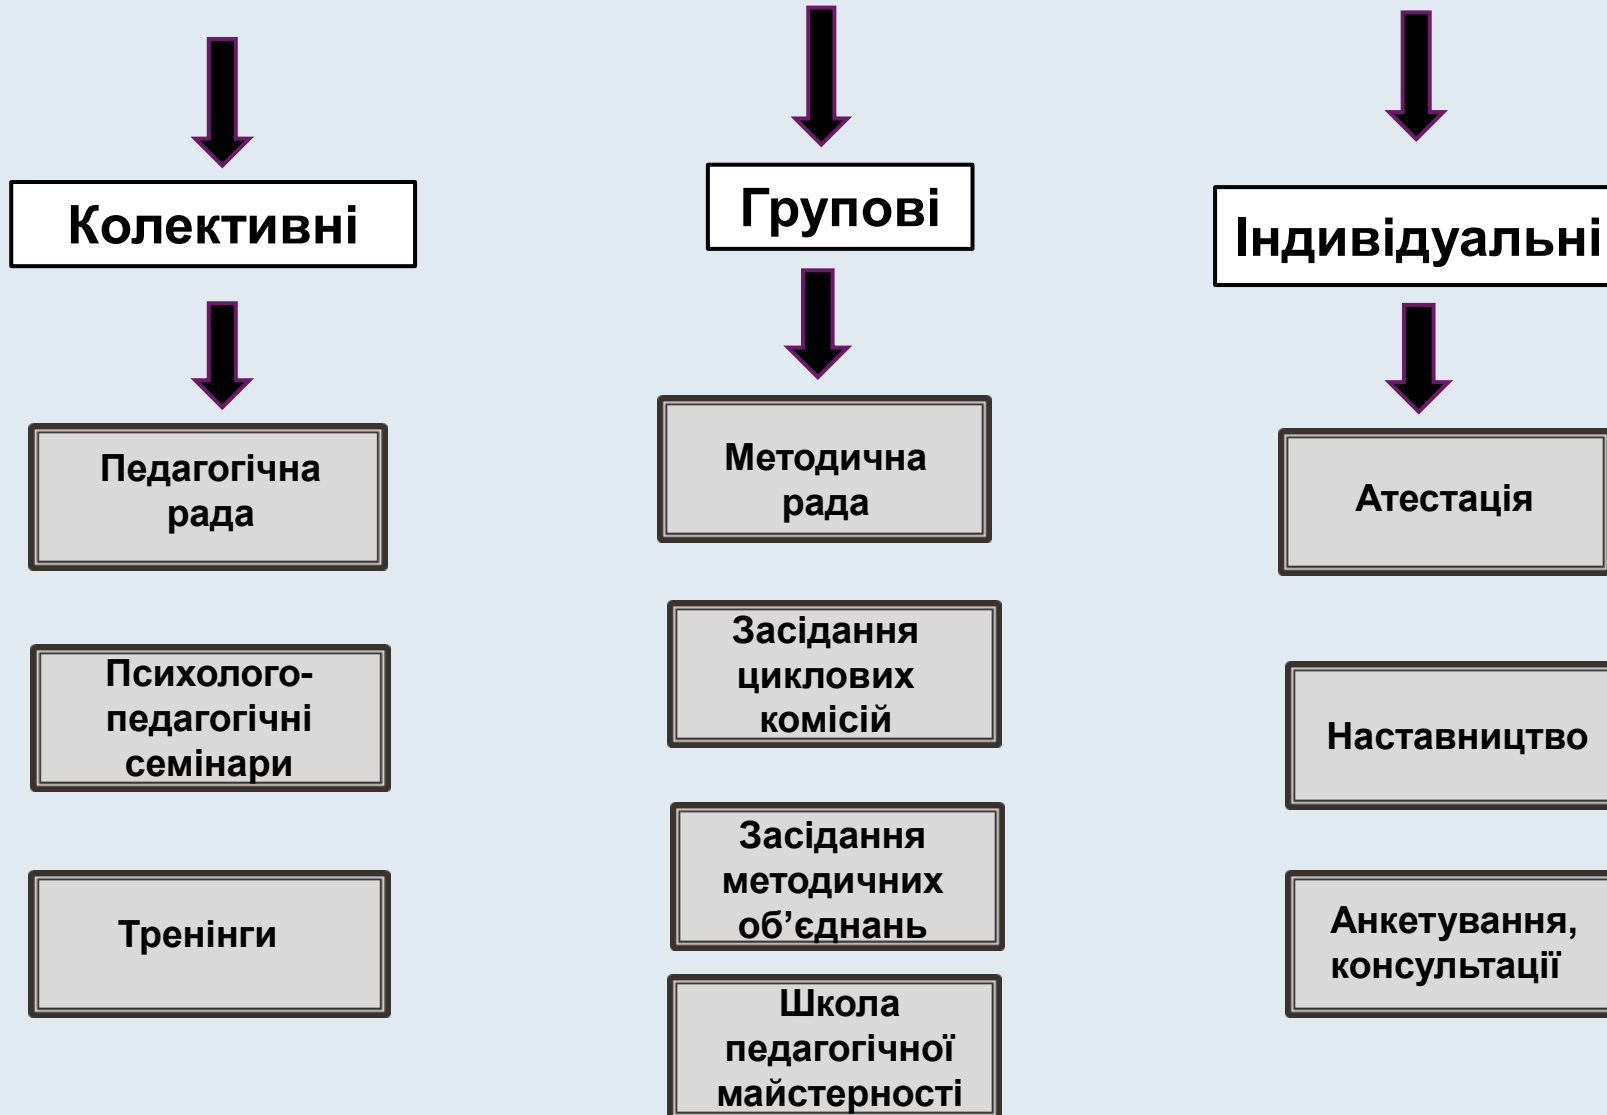 Колективні
Групові
Індивідуальні
Педагогічна
рада
Методична
рада
Атестація
Психолого-
педагогічні
семінари
Засідання
циклових
комісій
Наставництво
Тренінги
Засідання
методичних
об’єднань
Анкетування,
консультації
Школа
педагогічної
майстерності